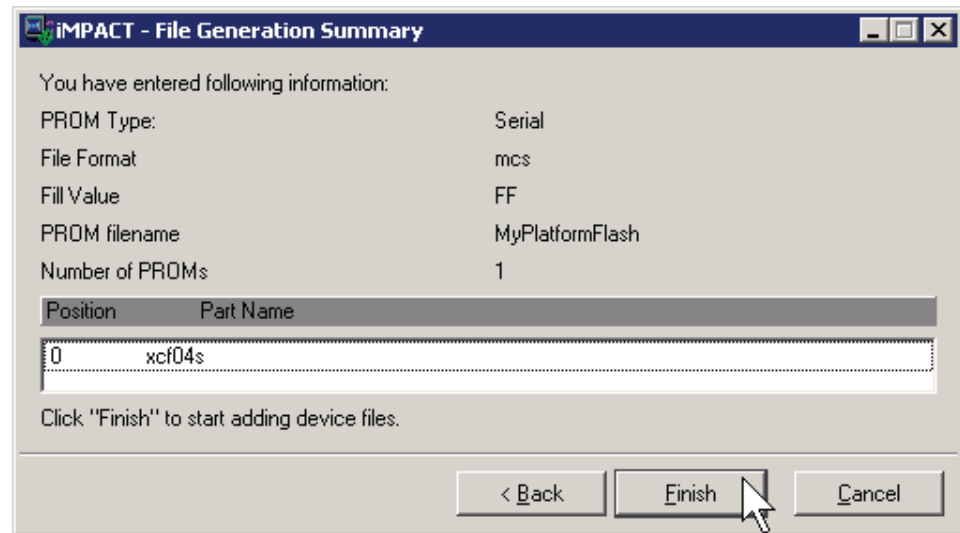 iMPACT - File Generation Summary
You have entered following information:
PROM Type: Serial
File Format mcs
Fill Value FF
PROM filename MyPlatformFlash
Number of PROMs 1
Position Part Name
0 xcf04s
Click "Finish" to start adding device files.
< Back Finish Cancel